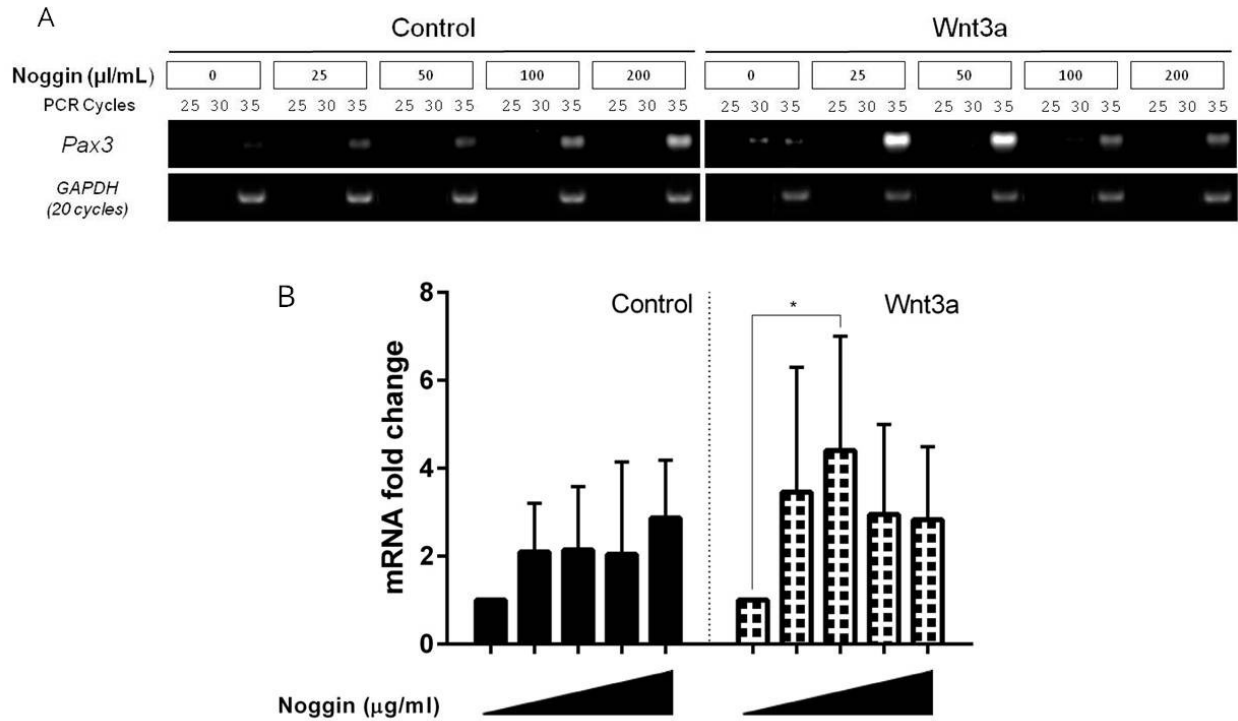 A
Control Wnt3a
Noggin (µl/mL) 0 25 50 100 200 0 25 50 100 200
PCR Cycles 25 30 35 25 30 35 25 30 35 25 30 35 25 30 35 25 30 35 25 30 35 25 30 35 25 30 35 25 30 35
Pax3
GAPDH
(20 cycles)
B
Control Wnt3a
*
mRNA fold change
8
6
4
2
0
Noggin (µg/ml)